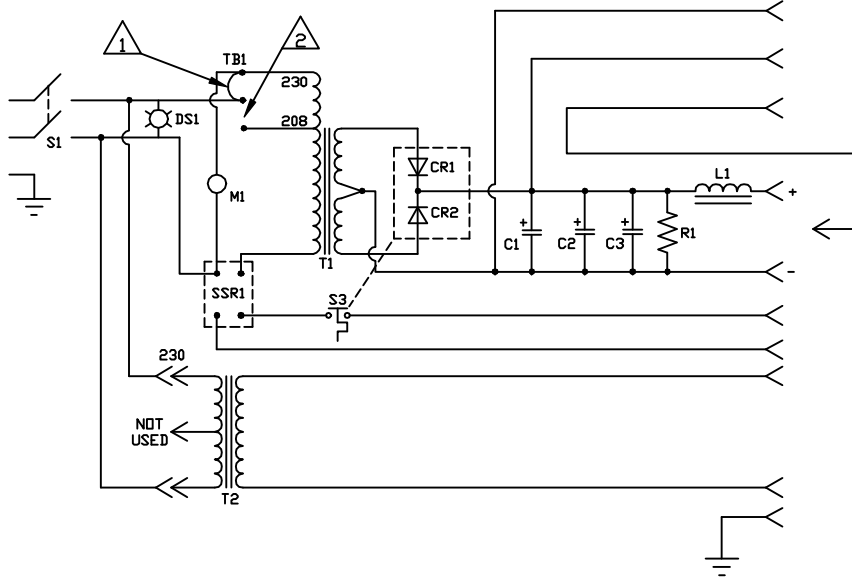 1
2
TB1
230
DS1
208
S1
CR1
L1
M1
+
CR2
+
+
+
R1
C1
C2
C3
T1
-
SSR1
S3
230
NOT
USED
T2